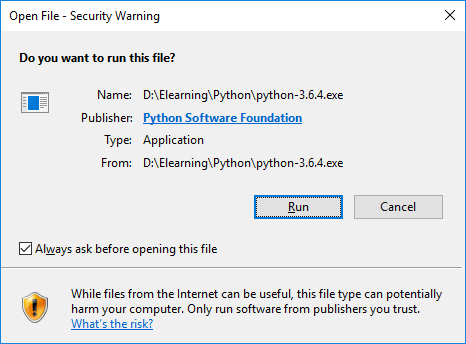 Open File - Security Warning
Do you want to run this file?
Name: D:\Elearning\Python\python-3.6.4.exe
Publisher: Python Software Foundation
Type: Application
From: D:\Elearning\Python\python-3.6.4.exe
Run Cancel
Always ask before opening this file
While files from the Internet can be useful, this file type can potentially
harm your computer. Only run software from publishers you trust.
What's the risk?